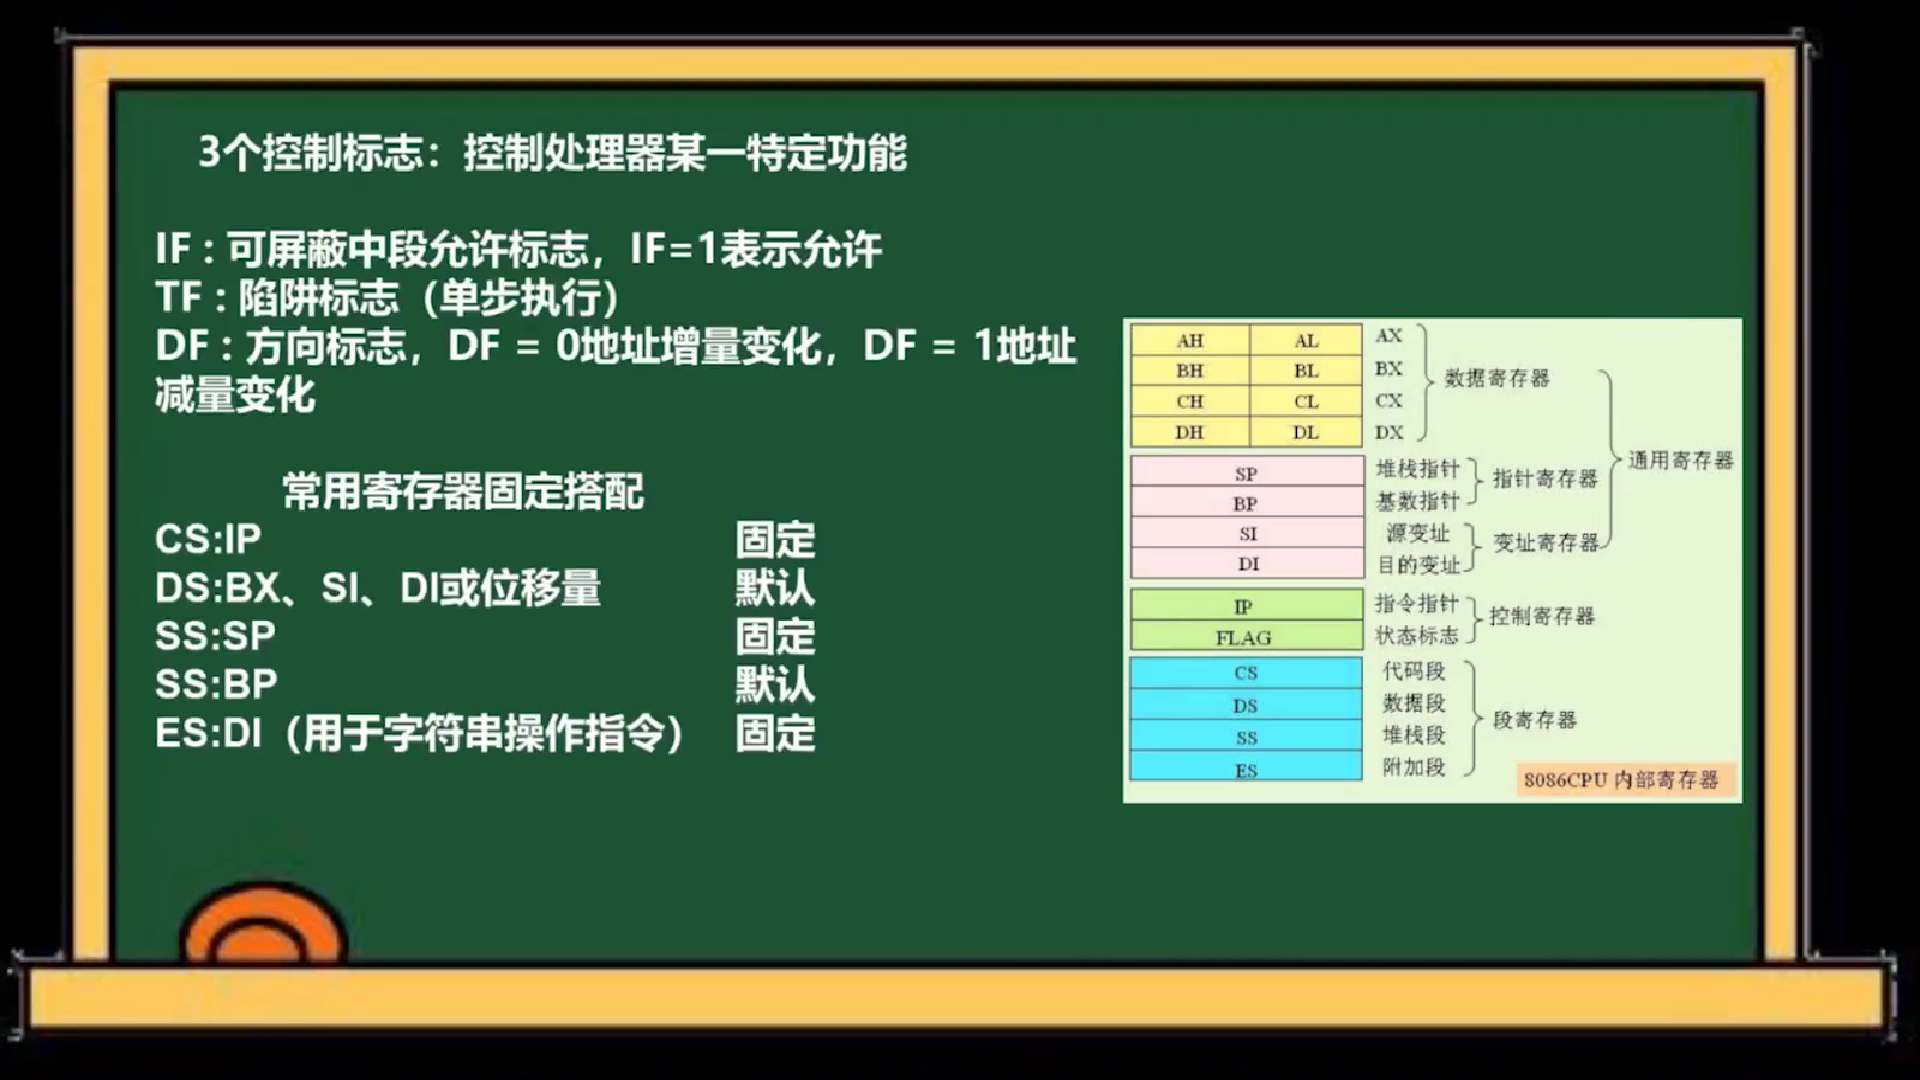 3个控制标志：控制处理器某一特定功能
IF：可屏蔽中段允许标志，IF=1表示允许
TF：陷阱标志（单步执行）
DF：方向标志，DF = 0地址增量变化，DF = 1地址
减量变化
常用寄存器固定搭配
CS:IP 固定
DS:BX、SI、DI或位移量 默认
SS:SP 固定
SS:BP 默认
ES:DI（用于字符串操作指令） 固定
AH AL AX
BH BL BX
数据寄存器
CH CL CX
DH DL DX
通用寄存器
SP 堆栈指针
指针寄存器
BP 基数指针
SI 源变址
变址寄存器
DI 目的变址
IP 指令指针
控制寄存器
FLAG 状态标志
CS 代码段
DS 数据段
段寄存器
SS 堆栈段
ES 附加段
8086CPU 内部寄存器